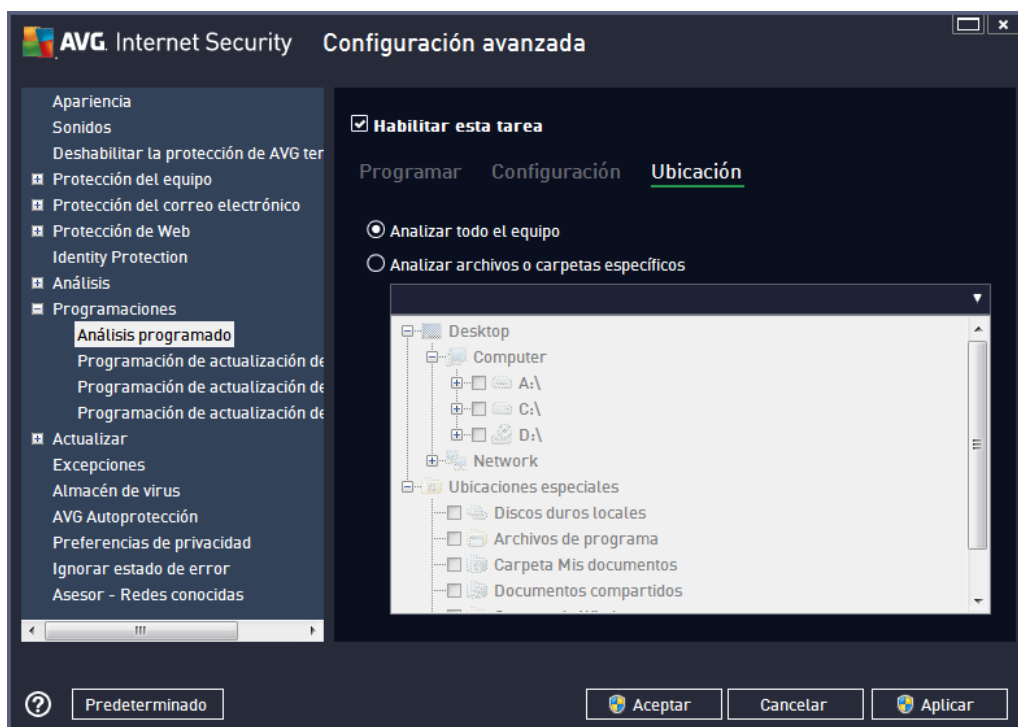 AVG. Internet Security Configuración avanzada
Apariencia
Sonidos
Deshabilitar la protección de AVG ter
Protección del equipo
Protección del correo electrónico
Protección de Web
Identity Protection
Análisis
Programaciones
Análisis programado
Programación de actualización de
Programación de actualización de
Programación de actualización de
Actualizar
Excepciones
Almacén de virus
AVG Autoprotección
Preferencias de privacidad
Ignorar estado de error
Asesor - Redes conocidas
Habilitar esta tarea
Programar Configuración Ubicación
Analizar todo el equipo
Analizar archivos o carpetas específicos
Desktop
Computer
A:\
C:\
D:\
Network
Ubicaciones especiales
Discos duros locales
Archivos de programa
Carpeta Mis documentos
Documentos compartidos
Predeterminado
Aceptar
Cancelar
Aplicar